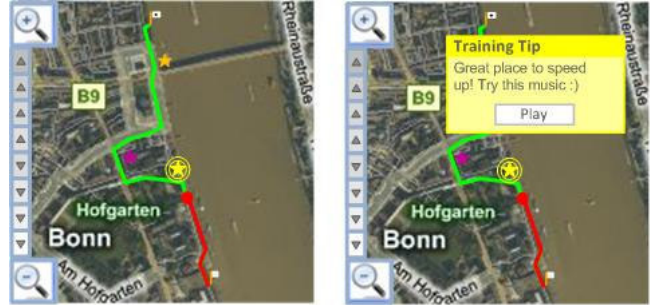 Rheinaustraße
B9
Hofgarten
Bonn
Am Hofgarten
Rheinaustraße
Training Tip
Great place to speed
up! Try this music :)
Play
B9
Hofgarten
Bonn
Am Hofgarten